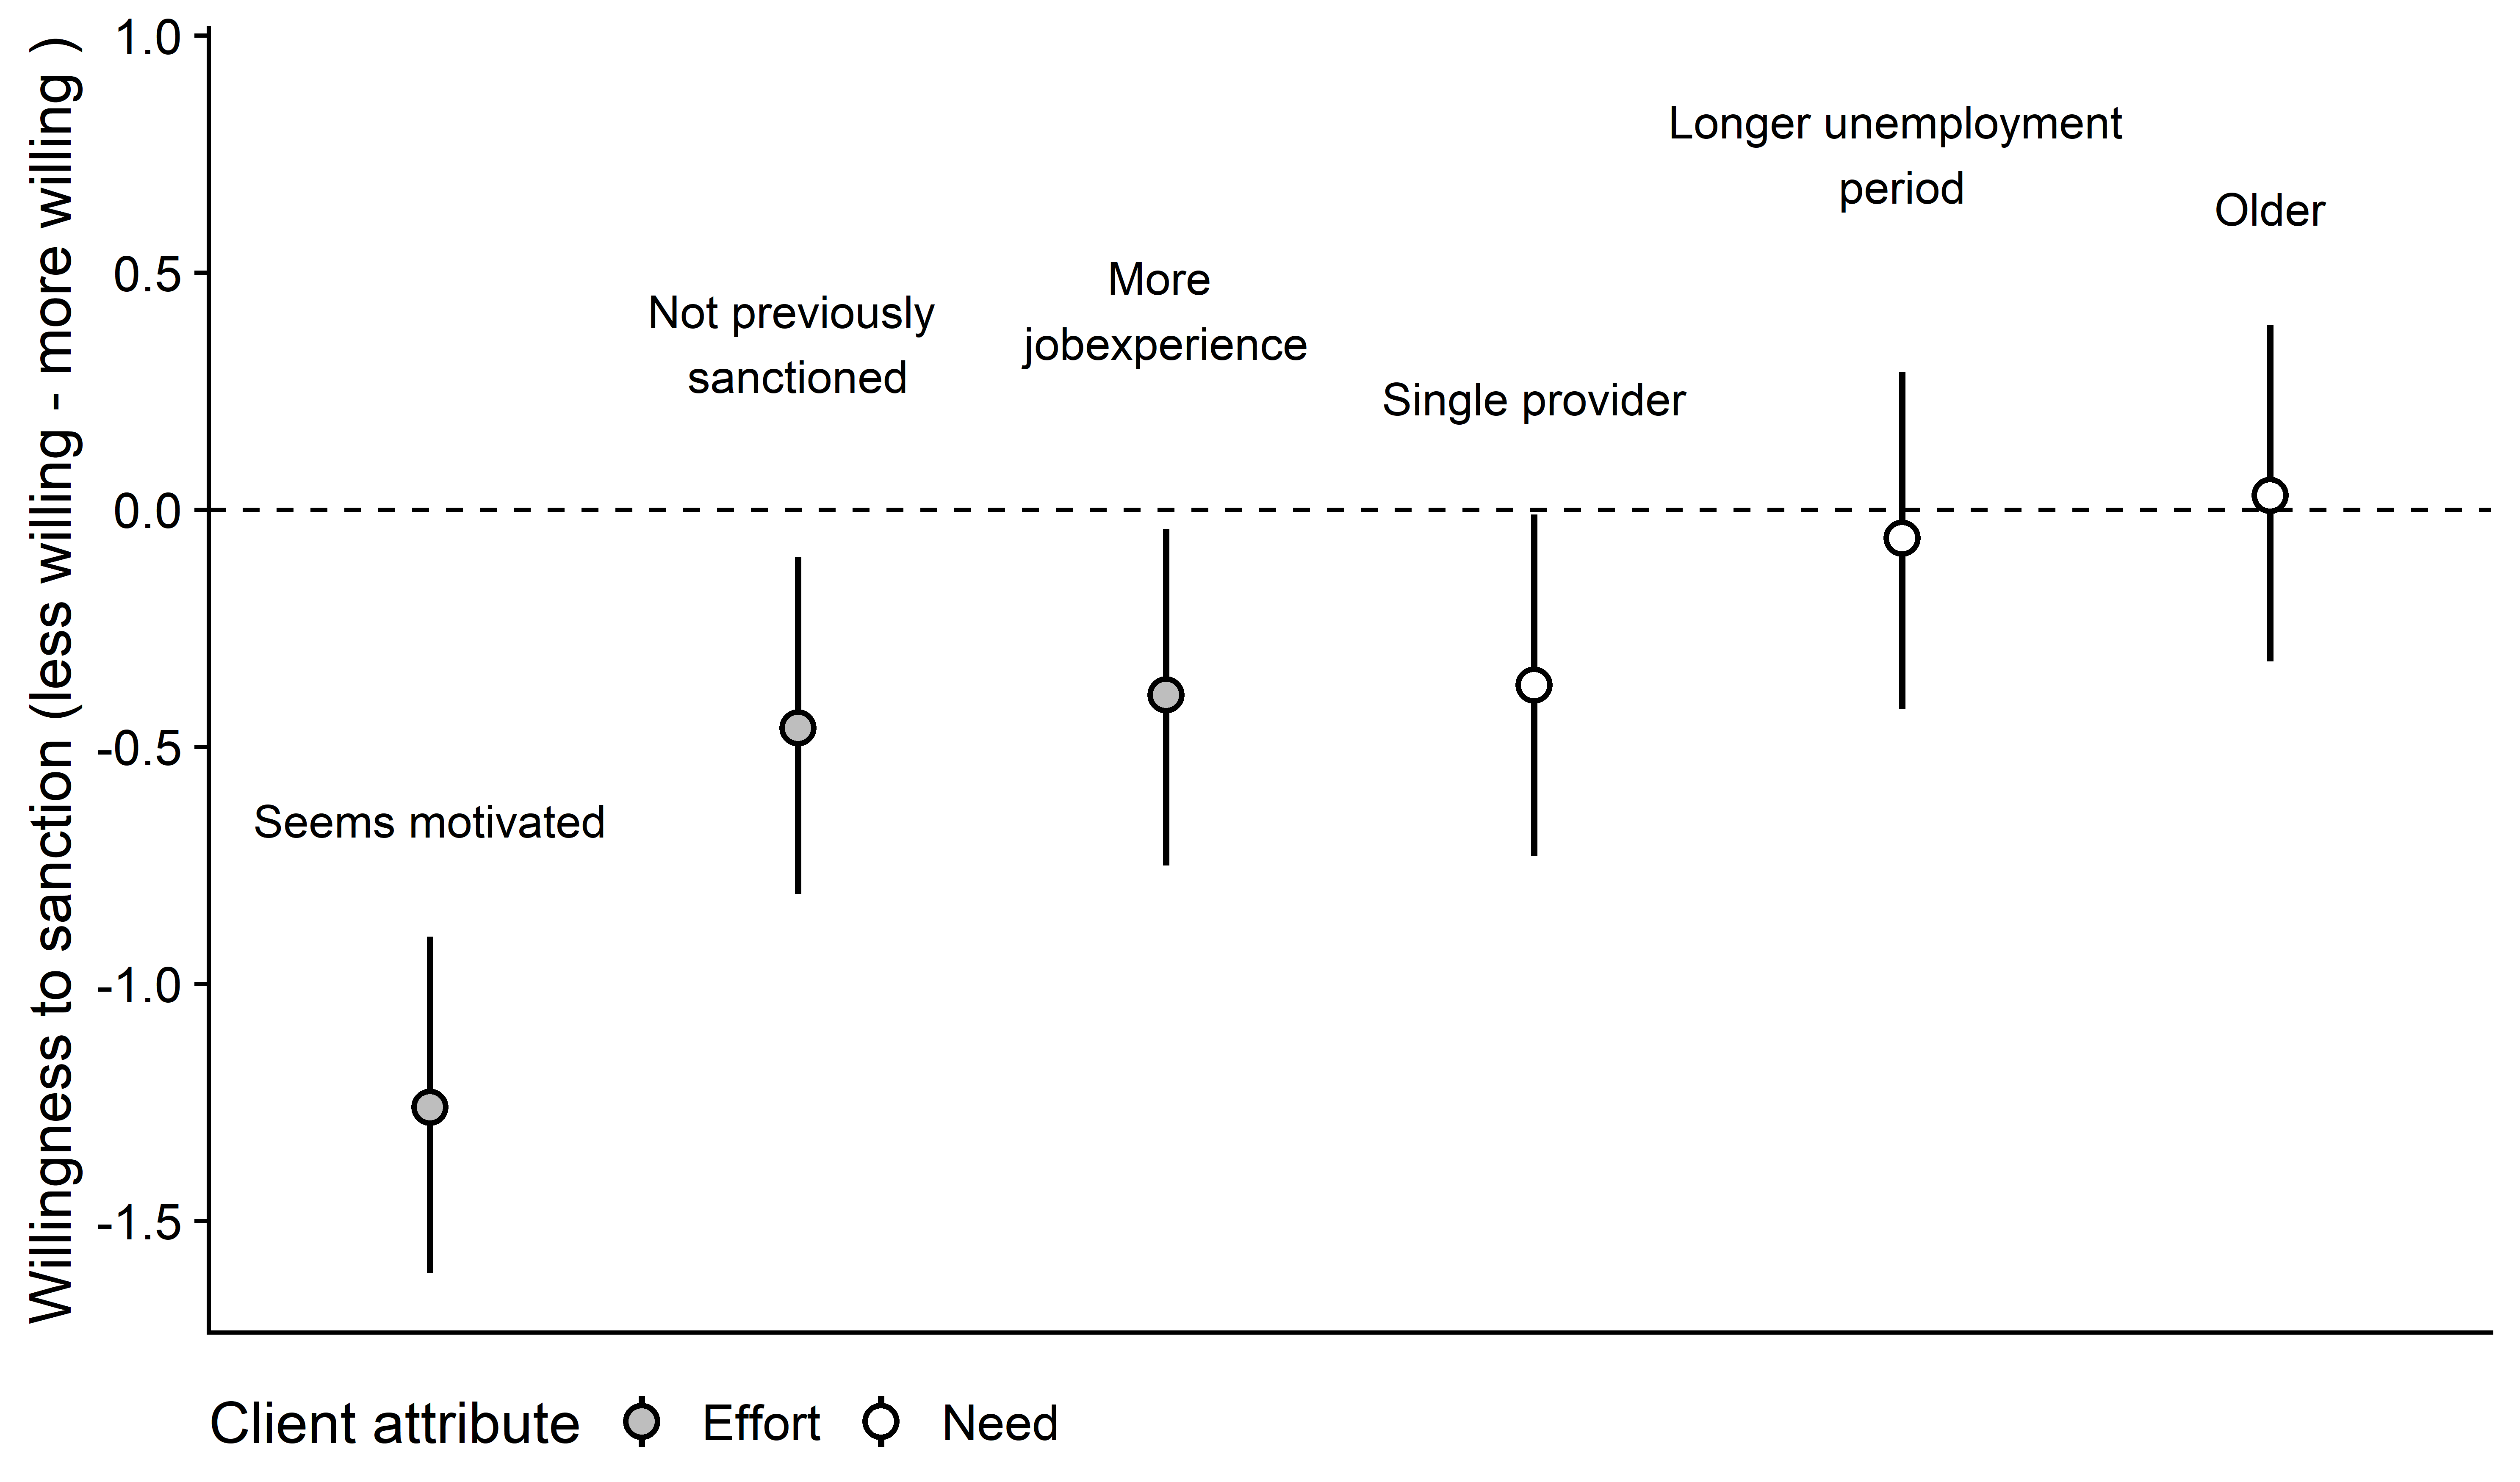 Willingness to sanction (less willing - more willing )
1.0
0.5
0.0
-0.5
-1.0
-1.5
Seems motivated
Not previously
sanctioned
More
jobexperience
Single provider
Longer unemployment
period
Older
Client attribute Effort Need